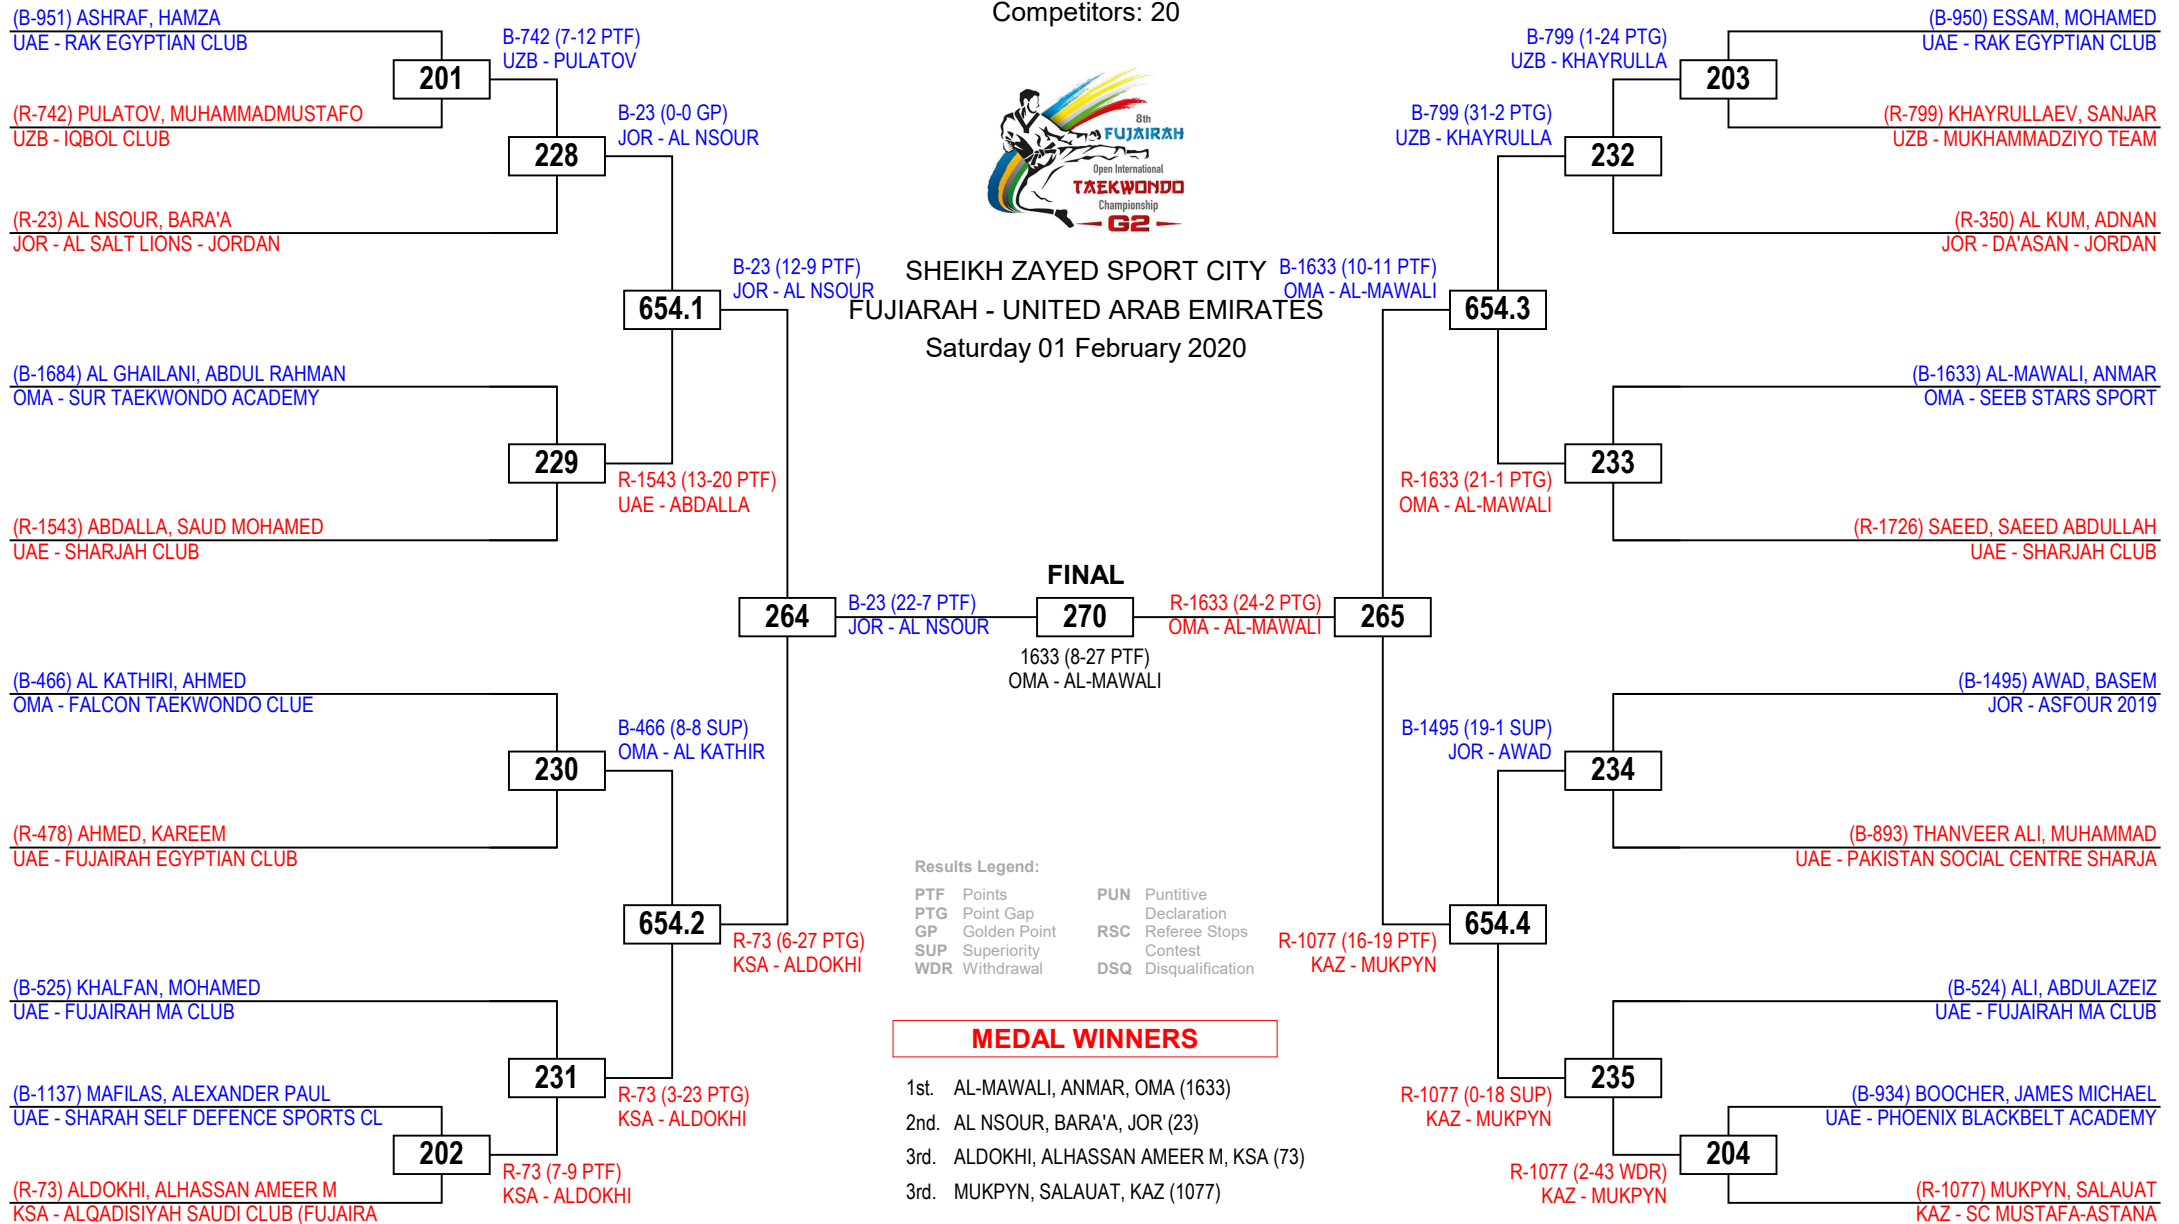 Competitors: 20
(B-951) ASHRAF, HAMZA
UAE - RAK EGYPTIAN CLUB
201
(R-742) PULATOV, MUHAMMADMUSTAFO
UZB - IQBOL CLUB
B-742 (7-12 PTF)
UZB - PULATOV
228
(R-23) AL NSOUR, BARA'A
JOR - AL SALT LIONS - JORDAN
B-23 (0-0 GP)
JOR - AL NSOUR
654.1
B-23 (12-9 PTF)
JOR - AL NSOUR
(B-1684) AL GHAILANI, ABDUL RAHMAN
OMA - SUR TAEKWONDO ACADEMY
229
(R-1543) ABDALLA, SAUD MOHAMED
UAE - SHARJAH CLUB
R-1543 (13-20 PTF)
UAE - ABDALLA
264
B-23 (22-7 PTF)
JOR - AL NSOUR
(B-466) AL KATHIRI, AHMED
OMA - FALCON TAEKWONDO CLUE
230
(R-478) AHMED, KAREEM
UAE - FUJAIRAH EGYPTIAN CLUB
B-466 (8-8 SUP)
OMA - AL KATHIR
654.2
R-73 (6-27 PTG)
KSA - ALDOKHI
(B-525) KHALFAN, MOHAMED
UAE - FUJAIRAH MA CLUB
231
R-73 (3-23 PTG)
KSA - ALDOKHI
(B-1137) MAFILAS, ALEXANDER PAUL
UAE - SHARAH SELF DEFENCE SPORTS CL
202
(R-73) ALDOKHI, ALHASSAN AMEER M
KSA - ALQADISIYAH SAUDI CLUB (FUJAIRA
R-73 (7-9 PTF)
KSA - ALDOKHI
8th
FUJAIRAH
Open International
TAEKWONDO
Championship
G2
SHEIKH ZAYED SPORT CITY
FUJIARAH - UNITED ARAB EMIRATES
Saturday 01 February 2020
FINAL
270
1633 (8-27 PTF)
OMA - AL-MAWALI
Results Legend:
PTF Points
PTG Point Gap
GP Golden Point
SUP Superiority
WDR Withdrawal
PUN Puntitive
Declaration
RSC Referee Stops
Contest
DSQ Disqualification
MEDAL WINNERS
1st. AL-MAWALI, ANMAR, OMA (1633)
2nd. AL NSOUR, BARA'A, JOR (23)
3rd. ALDOKHI, ALHASSAN AMEER M, KSA (73)
3rd. MUKPYN, SALAUAT, KAZ (1077)
(B-950) ESSAM, MOHAMED
UAE - RAK EGYPTIAN CLUB
203
(R-799) KHAYRULLAEV, SANJAR
UZB - MUKHAMMADZIYO TEAM
B-799 (1-24 PTG)
UZB - KHAYRULLA
232
(R-350) AL KUM, ADNAN
JOR - DA'ASAN - JORDAN
B-799 (31-2 PTG)
UZB - KHAYRULLA
654.3
B-1633 (10-11 PTF)
OMA - AL-MAWALI
(B-1633) AL-MAWALI, ANMAR
OMA - SEEB STARS SPORT
233
(R-1726) SAEED, SAEED ABDULLAH
UAE - SHARJAH CLUB
R-1633 (21-1 PTG)
OMA - AL-MAWALI
265
R-1633 (24-2 PTG)
OMA - AL-MAWALI
(B-1495) AWAD, BASEM
JOR - ASFOUR 2019
234
(B-893) THANVEER ALI, MUHAMMAD
UAE - PAKISTAN SOCIAL CENTRE SHARJA
B-1495 (19-1 SUP)
JOR - AWAD
654.4
R-1077 (16-19 PTF)
KAZ - MUKPYN
(B-524) ALI, ABDULAZEIZ
UAE - FUJAIRAH MA CLUB
235
R-1077 (0-18 SUP)
KAZ - MUKPYN
(B-934) BOOCHER, JAMES MICHAEL
UAE - PHOENIX BLACKBELT ACADEMY
204
(R-1077) MUKPYN, SALAUAT
KAZ - SC MUSTAFA-ASTANA
R-1077 (2-43 WDR)
KAZ - MUKPYN